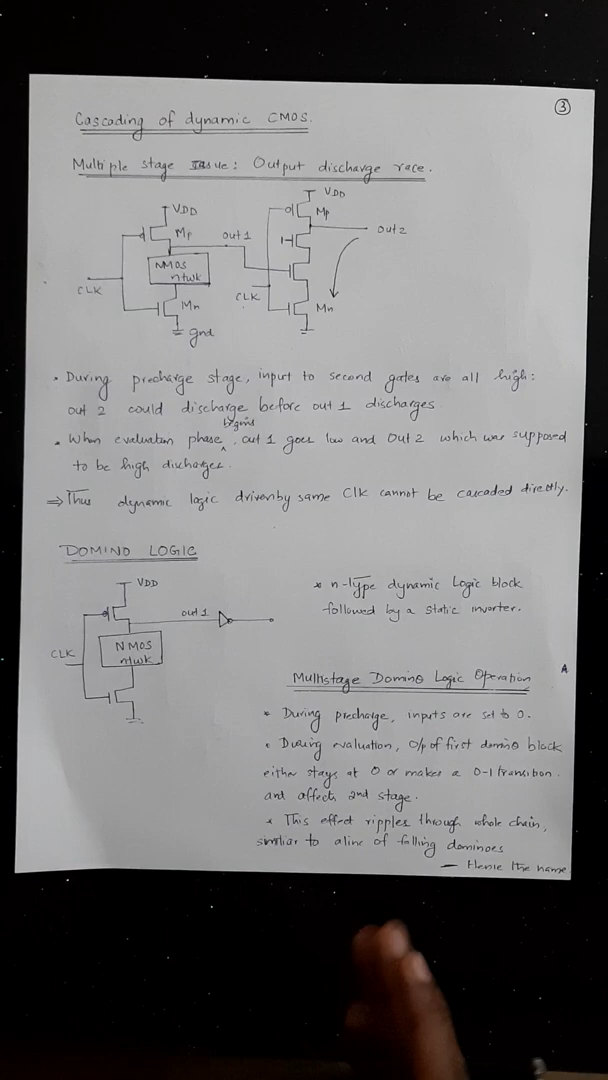 3
Cascading of dynamic CMOS.
Multiple stage Issue: Output discharge race.
VDD
VDD
Mp
Mp
out 1
out 2
NMOS
ntwk
CLK
CLK
Mn
Mn
gnd
• During precharge stage, input to second gates are all high:
out 2 could discharge before out 1 discharges
• When evaluation phase begins, out 1 goes low and Out 2 which was supposed
to be high discharges.
⇒ Thus dynamic logic driven by same Clk cannot be cascaded directly.
DOMINO LOGIC
VDD
out 1
CLK
NMOS
ntwk
* n-type dynamic Logic block
followed by a static inverter.
A
Multistage Domino Logic Operation
* During precharge, inputs are set to 0.
* During evaluation, O/p of first domino block
either stays at 0 or makes a 0-1 transition.
and affects 2nd stage.
* This effect ripples through whole chain,
similiar to a line of falling dominoes
— Hence the name